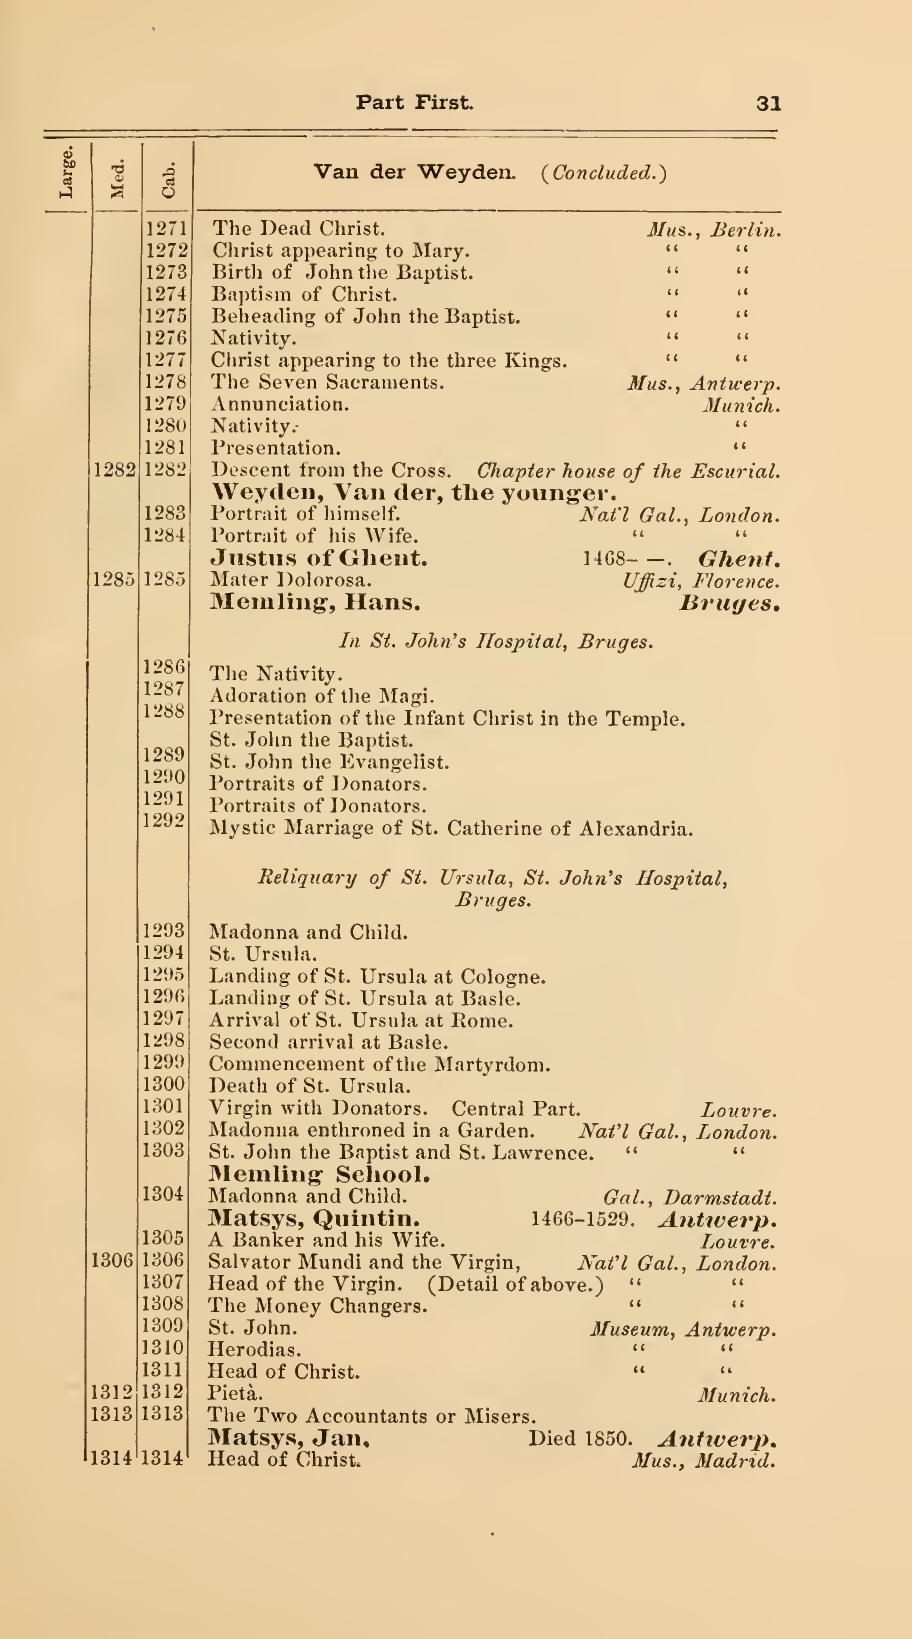 Part First. 31
Large. Med. Cab. Van der Weyden. (Concluded.)
1271 The Dead Christ. Mus., Berlin.
1272 Christ appearing to Mary. “ “
1273 Birth of John the Baptist. “ “
1274 Baptism of Christ. “ “
1275 Beheading of John the Baptist. “ “
1276 Nativity. “ “
1277 Christ appearing to the three Kings. “ “
1278 The Seven Sacraments. Mus., Antwerp.
1279 Annunciation. Munich.
1280 Nativity. “
1281 Presentation. “
1282 1282 Descent from the Cross. Chapter house of the Escurial.
Weyden, Van der, the younger.
1283 Portrait of himself. Nat'l Gal., London.
1284 Portrait of his Wife. “ “
Justus of Ghent. 1468– —. Ghent.
1285 1285 Mater Dolorosa. Uffizi, Florence.
Memling, Hans. Bruges.
In St. John's Hospital, Bruges.
1286 The Nativity.
1287 Adoration of the Magi.
1288 Presentation of the Infant Christ in the Temple.
St. John the Baptist.
1289 St. John the Evangelist.
1290 Portraits of Donators.
1291 Portraits of Donators.
1292 Mystic Marriage of St. Catherine of Alexandria.
Reliquary of St. Ursula, St. John's Hospital,
Bruges.
1293 Madonna and Child.
1294 St. Ursula.
1295 Landing of St. Ursula at Cologne.
1296 Landing of St. Ursula at Basle.
1297 Arrival of St. Ursula at Rome.
1298 Second arrival at Basle.
1299 Commencement of the Martyrdom.
1300 Death of St. Ursula.
1301 Virgin with Donators. Central Part. Louvre.
1302 Madonna enthroned in a Garden. Nat'l Gal., London.
1303 St. John the Baptist and St. Lawrence. “ “
Memling School.
1304 Madonna and Child. Gal., Darmstadt.
Matsys, Quintin. 1466–1529. Antwerp.
1305 A Banker and his Wife. Louvre.
1306 1306 Salvator Mundi and the Virgin, Nat'l Gal., London.
1307 Head of the Virgin. (Detail of above.) “ “
1308 The Money Changers. “ “
1309 St. John. Museum, Antwerp.
1310 Herodias. “ “
1311 Head of Christ. “ “
1312 1312 Pietà. Munich.
1313 1313 The Two Accountants or Misers.
Matsys, Jan. Died 1850. Antwerp.
1314 1314 Head of Christ. Mus., Madrid.